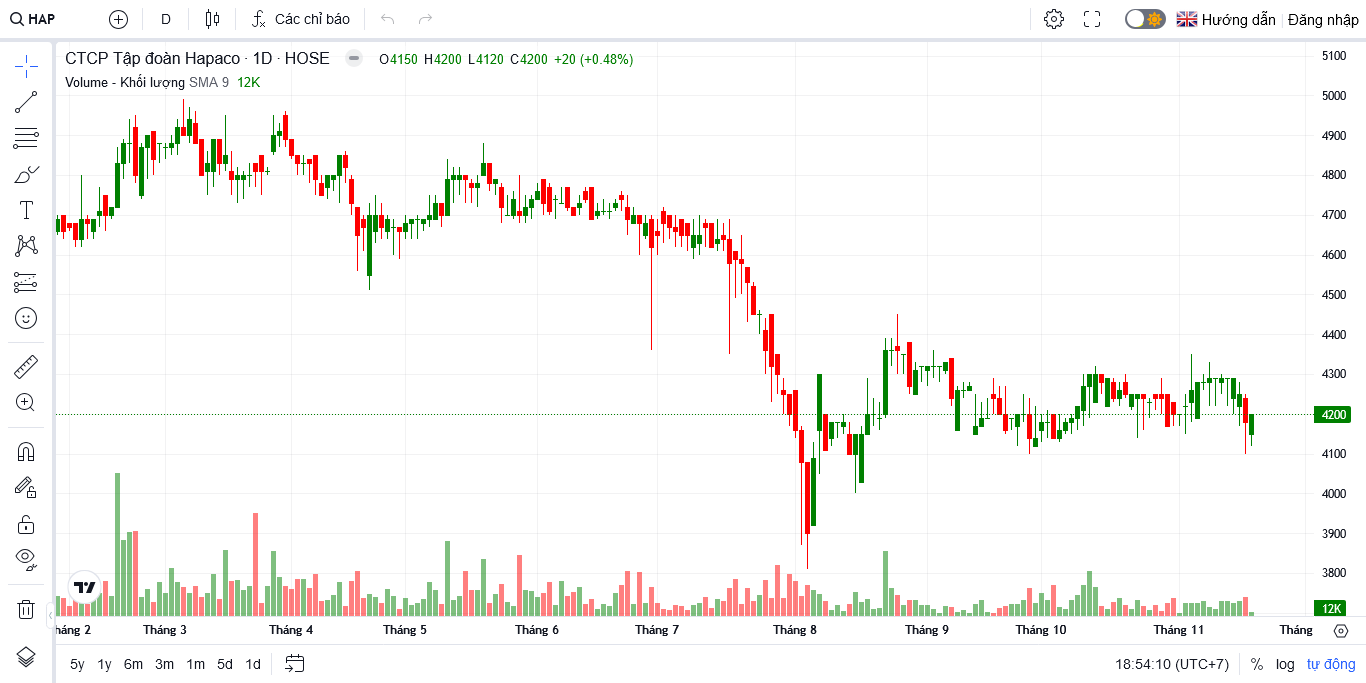 HAP D Các chỉ báo Hướng dẫn Đăng nhập
CTCP Tập đoàn Hapaco · 1D · HOSE O4150 H4200 L4120 C4200 +20 (+0.48%)
Volume - Khối lượng SMA 9 12K
5100
5000
4900
4800
4700
4600
4500
4400
4300
4200
4100
4000
3900
3800
12K
háng 2 Tháng 3 Tháng 4 Tháng 5 Tháng 6 Tháng 7 Tháng 8 Tháng 9 Tháng 10 Tháng 11 Tháng
5y 1y 6m 3m 1m 5d 1d 18:54:10 (UTC+7) % log tự động